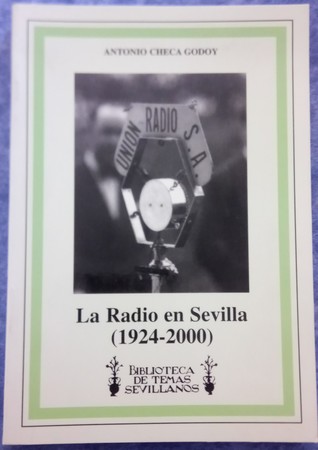 ANTONIO CHECA GODOY
UNION RADIO S.A.
La Radio en Sevilla
(1924-2000)
BIBLIOTECA
DE TEMAS
SEVILLANOS